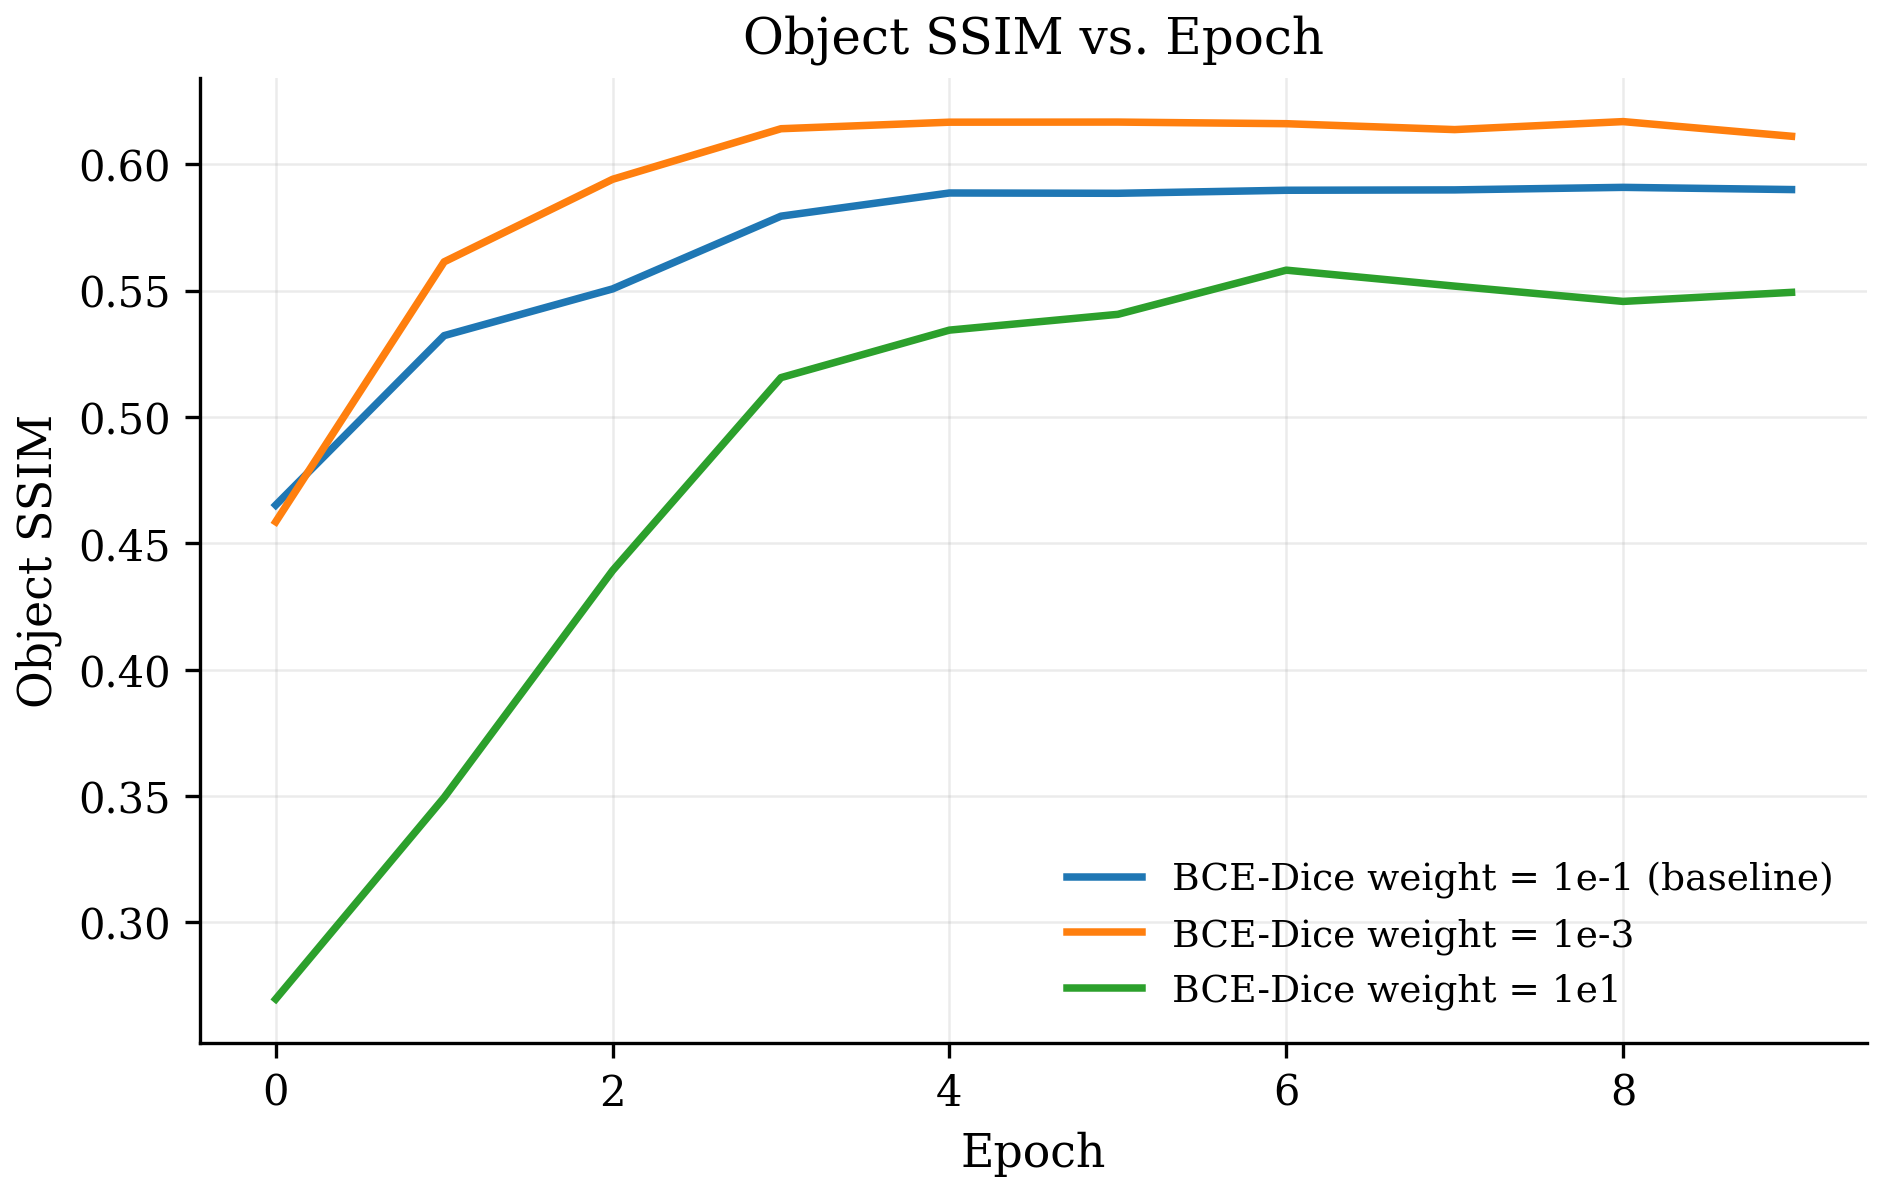 Object SSIM vs. Epoch
0.60
0.55
0.50
0.45
0.40
0.35
0.30
Object SSIM
BCE-Dice weight = 1e-1 (baseline)
BCE-Dice weight = 1e-3
BCE-Dice weight = 1e1
0 2 4 6 8
Epoch